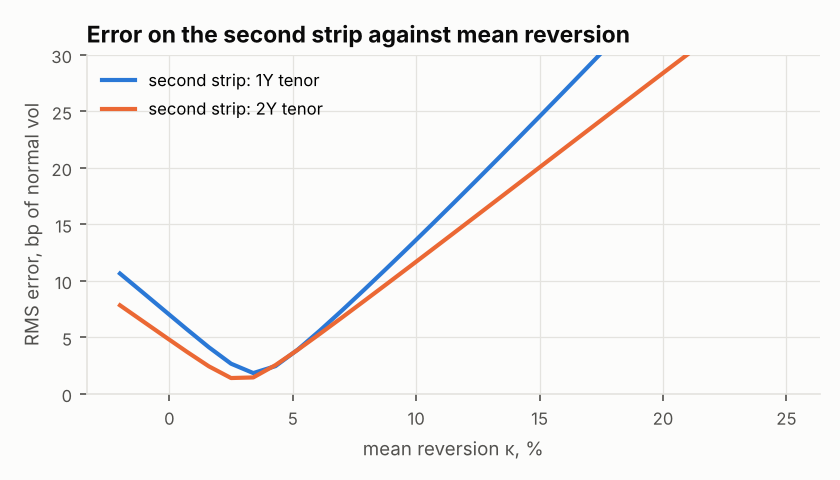 Error on the second strip against mean reversion
second strip: 1Y tenor
second strip: 2Y tenor
RMS error, bp of normal vol
30
25
20
15
10
5
0
0 5 10 15 20 25
mean reversion κ, %